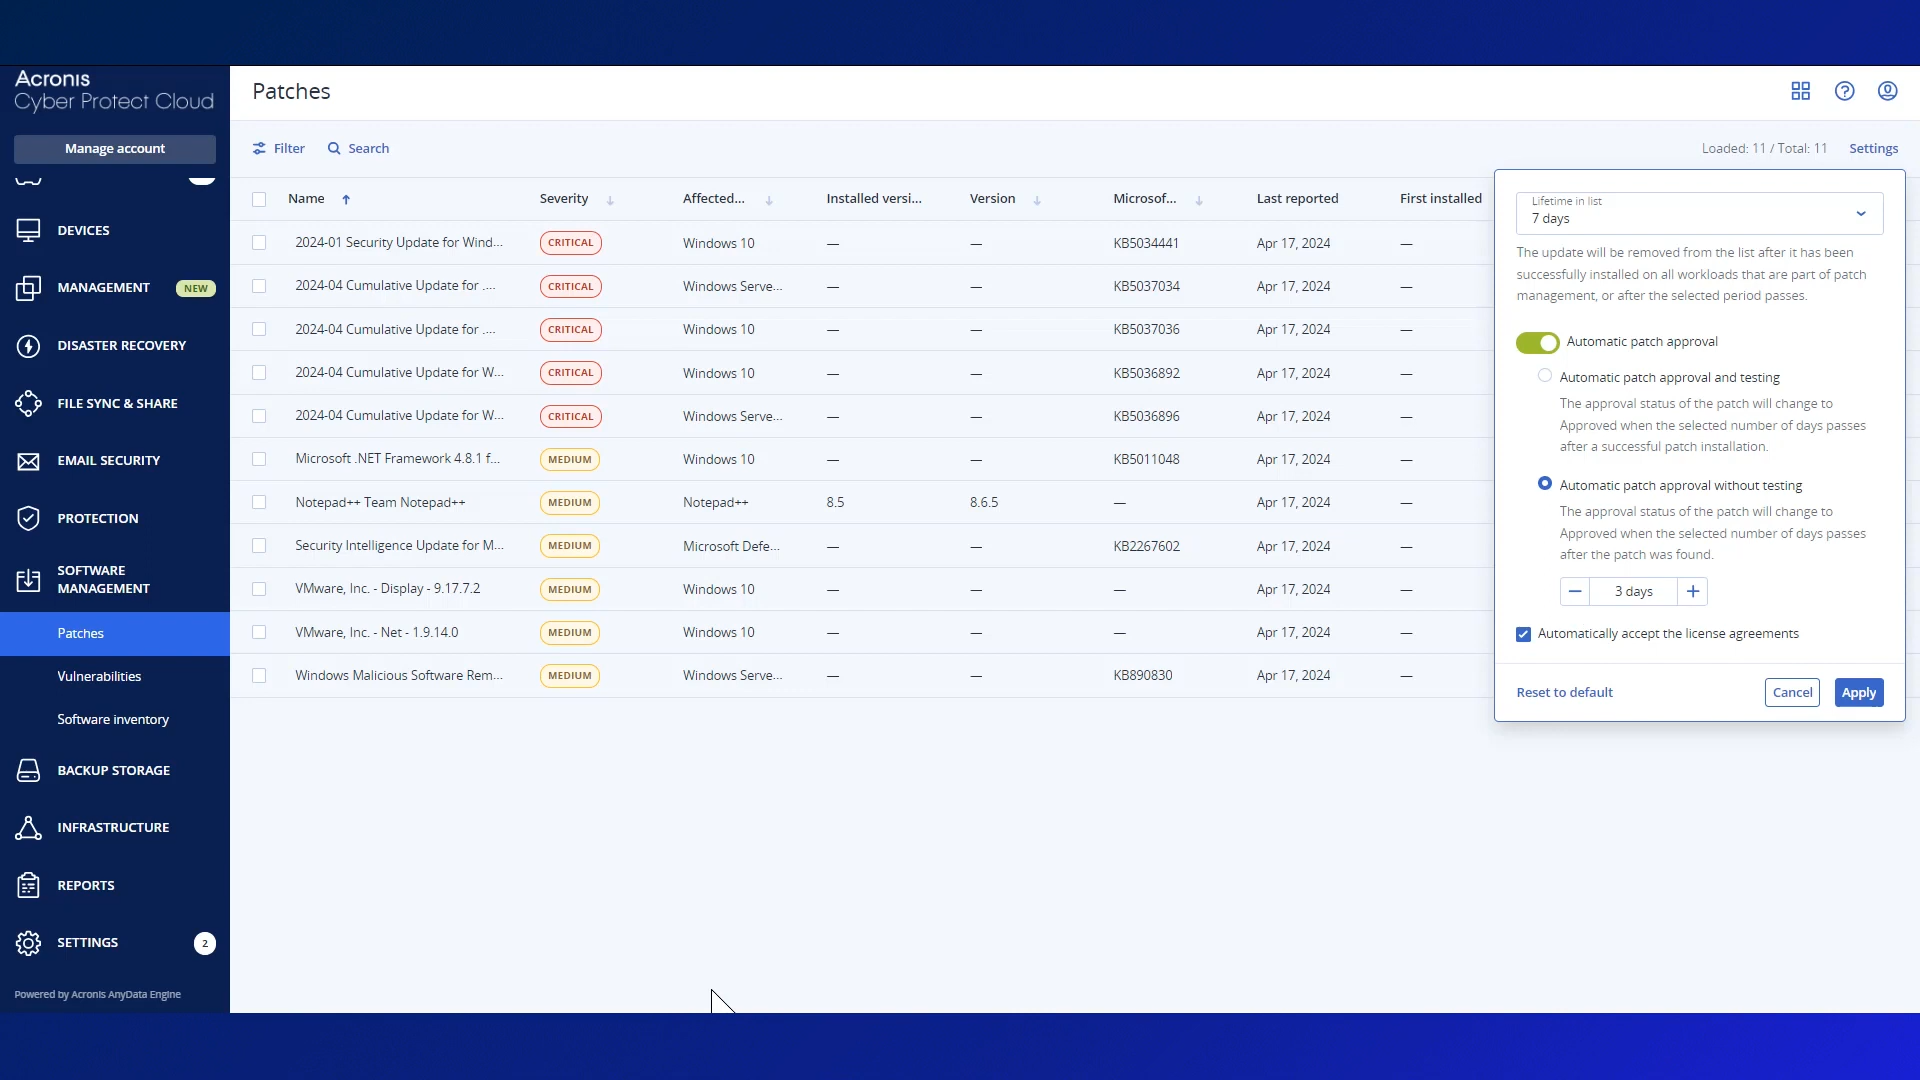 Acronis
Cyber Protect Cloud
Manage account
DEVICES
MANAGEMENT NEW
DISASTER RECOVERY
FILE SYNC & SHARE
EMAIL SECURITY
PROTECTION
SOFTWARE
MANAGEMENT
Patches
Vulnerabilities
Software inventory
BACKUP STORAGE
INFRASTRUCTURE
REPORTS
SETTINGS 2
Powered by Acronis AnyData Engine
Patches
Filter Search Loaded: 11 / Total: 11 Settings
Name Severity Affected... Installed versi... Version Microsof... Last reported First installed
2024-01 Security Update for Wind... CRITICAL Windows 10 — — KB5034441 Apr 17, 2024 —
2024-04 Cumulative Update for .... CRITICAL Windows Serve... — — KB5037034 Apr 17, 2024 —
2024-04 Cumulative Update for .... CRITICAL Windows 10 — — KB5037036 Apr 17, 2024 —
2024-04 Cumulative Update for W... CRITICAL Windows 10 — — KB5036892 Apr 17, 2024 —
2024-04 Cumulative Update for W... CRITICAL Windows Serve... — — KB5036896 Apr 17, 2024 —
Microsoft .NET Framework 4.8.1 f... MEDIUM Windows 10 — — KB5011048 Apr 17, 2024 —
Notepad++ Team Notepad++ MEDIUM Notepad++ 8.5 8.6.5 — Apr 17, 2024 —
Security Intelligence Update for M... MEDIUM Microsoft Defe... — — KB2267602 Apr 17, 2024 —
VMware, Inc. - Display - 9.17.7.2 MEDIUM Windows 10 — — — Apr 17, 2024 —
VMware, Inc. - Net - 1.9.14.0 MEDIUM Windows 10 — — — Apr 17, 2024 —
Windows Malicious Software Rem... MEDIUM Windows Serve... — — KB890830 Apr 17, 2024 —
Lifetime in list
7 days
The update will be removed from the list after it has been
successfully installed on all workloads that are part of patch
management, or after the selected period passes.
Automatic patch approval
Automatic patch approval and testing
The approval status of the patch will change to
Approved when the selected number of days passes
after a successful patch installation.
Automatic patch approval without testing
The approval status of the patch will change to
Approved when the selected number of days passes
after the patch was found.
3 days
Automatically accept the license agreements
Reset to default Cancel Apply